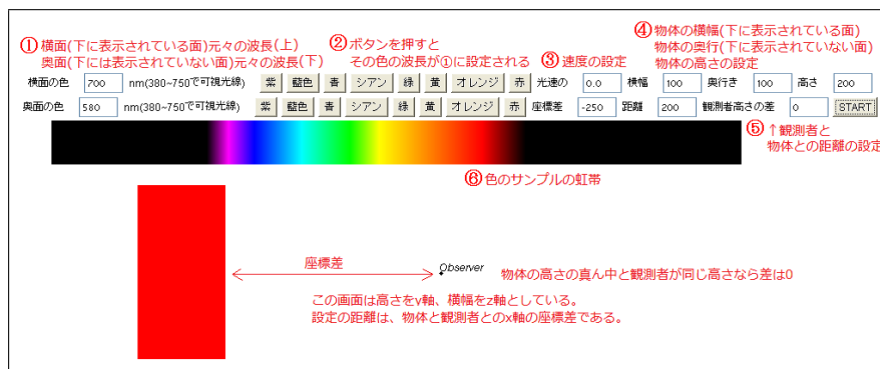 ①横面(下に表示されている面)元々の波長(上)
奥面(下には表示されていない面)元々の波長(下)
②ボタンを押すと
その色の波長が①に設定される
③速度の設定
④物体の横幅(下に表示されている面)
物体の奥行(下に表示されていない面)
物体の高さの設定
横面の色 700 nm(380~750で可視光線) 紫 藍色 青 シアン 緑 黄 オレンジ 赤 光速の 0.0 横幅 100 奥行き 100 高さ 200
奥面の色 580 nm(380~750で可視光線) 紫 藍色 青 シアン 緑 黄 オレンジ 赤 座標差 -250 距離 200 観測者高さの差 0 START
⑤↑観測者と
物体との距離の設定
⑥色のサンプルの虹帯
座標差
Observer
物体の高さの真ん中と観測者が同じ高さなら差は0
この画面は高さをy軸、横幅をz軸としている。
設定の距離は、物体と観測者とのx軸の座標差である。